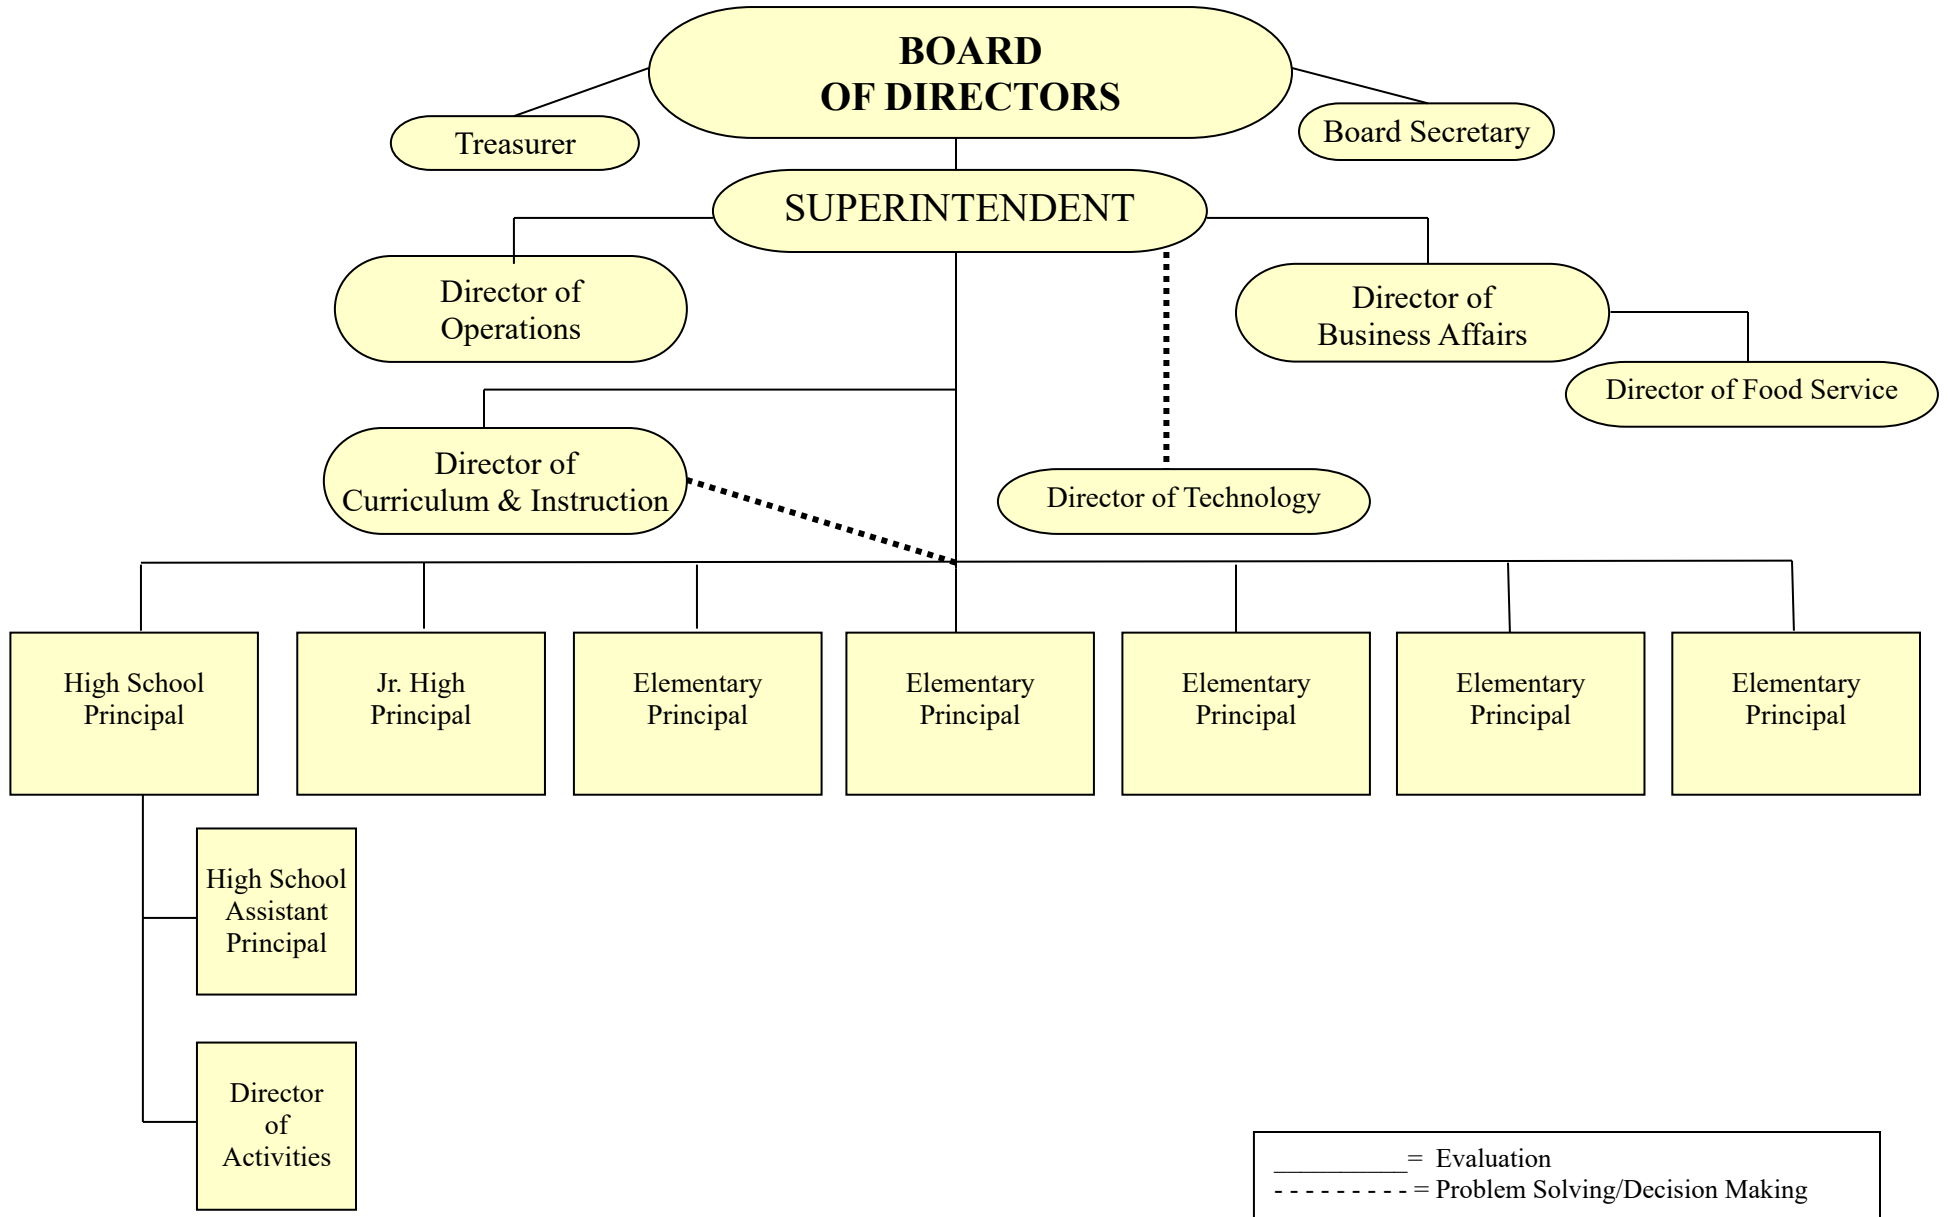 BOARD
OF DIRECTORS
Treasurer
Board Secretary
SUPERINTENDENT
Director of
Operations
Director of
Business Affairs
Director of Food Service
Director of
Curriculum & Instruction
Director of Technology
High School
Principal
Jr. High
Principal
Elementary
Principal
Elementary
Principal
Elementary
Principal
Elementary
Principal
Elementary
Principal
High School
Assistant
Principal
Director
of
Activities
__________= Evaluation
- - - - - - - - - = Problem Solving/Decision Making